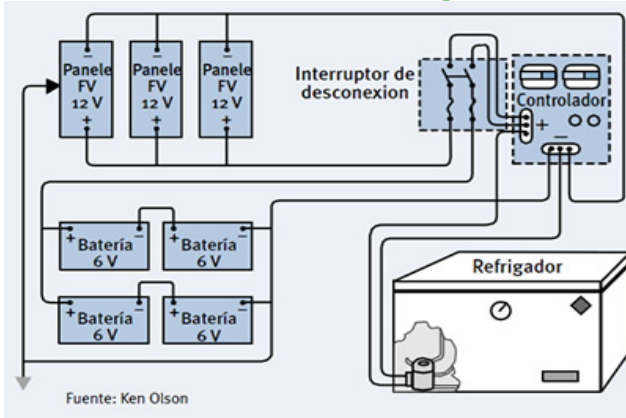 Panele
FV
12 V
Panele
FV
12 V
Panele
FV
12 V
Interruptor de
desconexion
Controlador
Batería
6 V
Batería
6 V
Batería
6 V
Batería
6 V
Refrigador
Fuente: Ken Olson